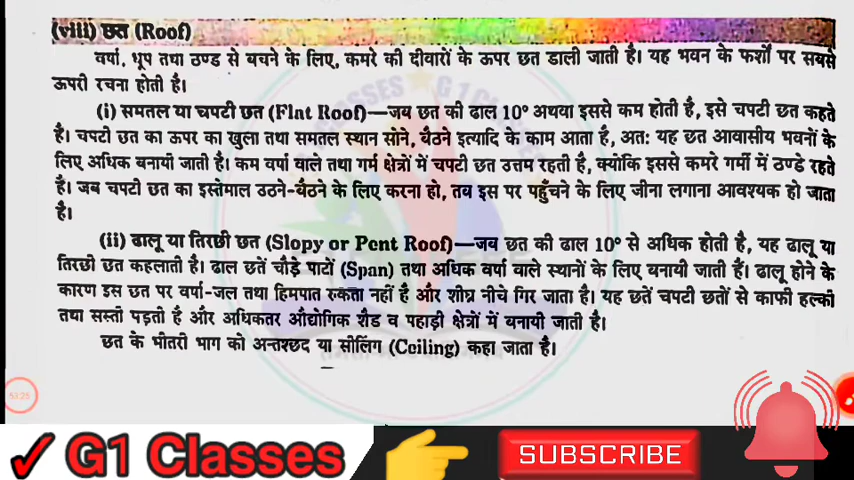 (viii) छत (Roof)
वर्षा, धूप तथा ठण्ड से बचने के लिए, कमरे की दीवारों के ऊपर छत डाली जाती है। यह भवन के फर्शों पर सबसे
ऊपरी रचना होती है।
(i) समतल या चपटी छत (Flat Roof)—जब छत की ढाल 10° अथवा इससे कम होती है, इसे चपटी छत कहते
है। चपटी छत का ऊपर का खुला तथा समतल स्थान सोने, बैठने इत्यादि के काम आता है, अतः यह छत आवासीय भवनों के
लिए अधिक बनायी जाती है। कम वर्षा वाले तथा गर्म क्षेत्रों में चपटी छत उत्तम रहती है, क्योंकि इससे कमरे गर्मी में ठण्डे रहते
है। जब चपटी छत का इस्तेमाल उठने-बैठने के लिए करना हो, तब इस पर पहुँचने के लिए जीना लगाना आवश्यक हो जाता
है।
(ii) ढालू या तिरछी छत (Slopy or Pent Roof)—जब छत की ढाल 10° से अधिक होती है, यह ढालू या
तिरछी छत कहलाती है। ढाल छतें चौड़े पाटों (Span) तथा अधिक वर्षा वाले स्थानों के लिए बनायी जाती हैं। ढालू होने के
कारण इस छत पर वर्षा-जल तथा हिमपात रुकता नहीं है और शीघ्र नीचे गिर जाता है। यह छतें चपटी छतों से काफी हल्की
तथा सस्ती पड़ती है और अधिकतर औद्योगिक शैड व पहाड़ी क्षेत्रों में बनायी जाती है।
छत के भीतरी भाग को अन्तश्छद या सीलिंग (Ceiling) कहा जाता है।
53:25
G1 Classes
SUBSCRIBE